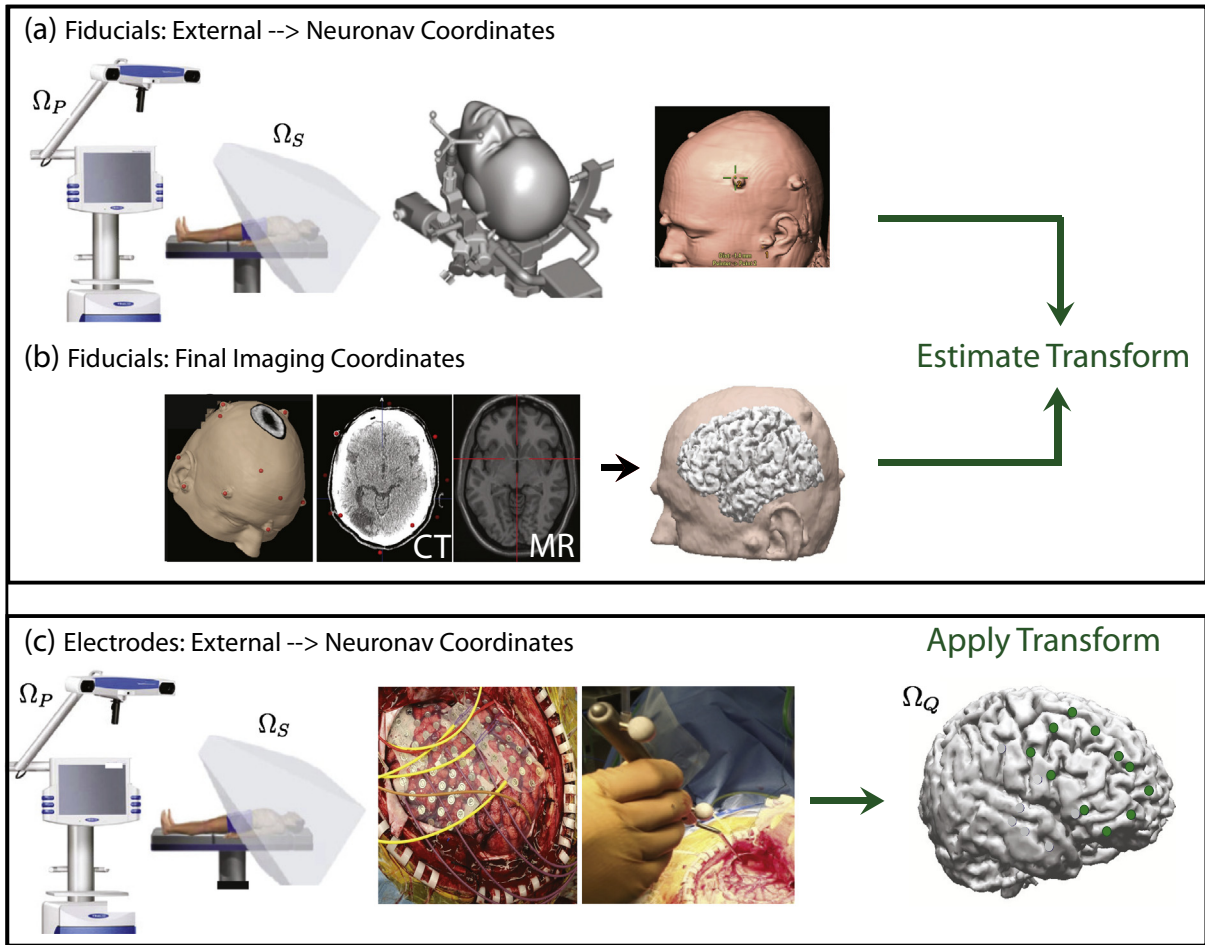 (a) Fiducials: External --> Neuronav Coordinates
Ω_P
Ω_S
(b) Fiducials: Final Imaging Coordinates
Estimate Transform
A
CT
MR
(c) Electrodes: External --> Neuronav Coordinates
Apply Transform
Ω_P
Ω_S
Ω_Q